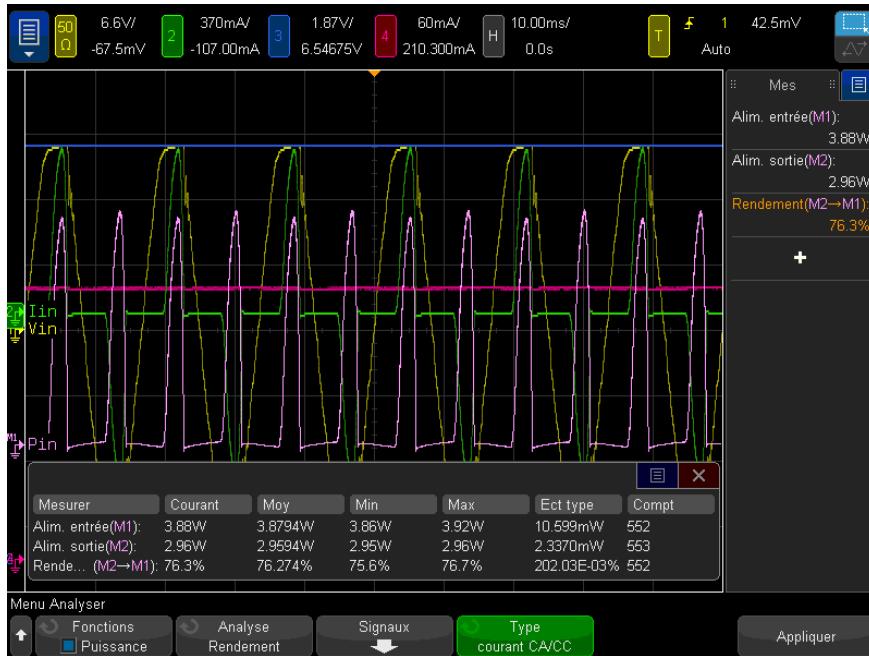 50 Ω 6.6V/ -67.5mV
2 370mA/ -107.00mA
3 1.87V/ 6.54675V
4 60mA/ 210.300mA
H 10.00ms/ 0.0s
T 1 42.5mV
Auto
Mes
Alim. entrée(M1):
3.88W
Alim. sortie(M2):
2.96W
Rendement(M2→M1):
76.3%
+
2 Iin
Vin
M1 Pin
Mesurer Courant Moy Min Max Ect type Compt
Alim. entrée(M1): 3.88W 3.8794W 3.86W 3.92W 10.599mW 552
Alim. sortie(M2): 2.96W 2.9594W 2.95W 2.96W 2.3370mW 553
Rende... (M2→M1): 76.3% 76.274% 75.6% 76.7% 202.03E-03% 552
Menu Analyser
Fonctions
Puissance
Analyse
Rendement
Signaux
Type
courant CA/CC
Appliquer